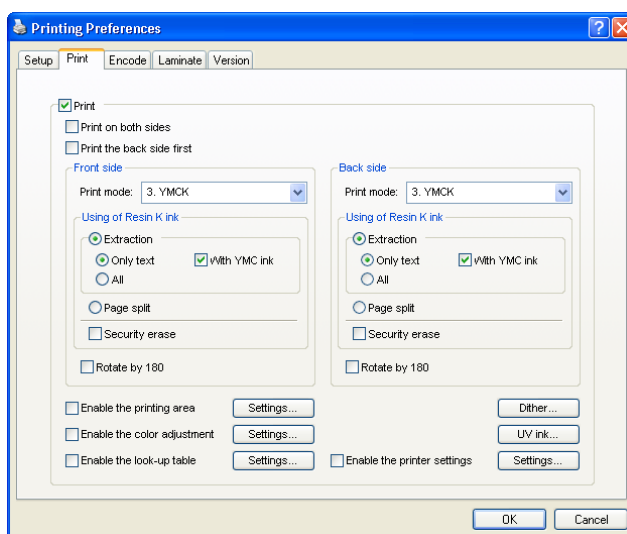 Printing Preferences
Setup Print Encode Laminate Version
Print
Print on both sides
Print the back side first
Front side Back side
Print mode: 3. YMCK Print mode: 3. YMCK
Using of Resin K ink Using of Resin K ink
Extraction Extraction
Only text With YMC ink Only text With YMC ink
All All
Page split Page split
Security erase Security erase
Rotate by 180 Rotate by 180
Enable the printing area Settings... Dither...
Enable the color adjustment Settings... UV ink...
Enable the look-up table Settings... Enable the printer settings Settings...
OK Cancel